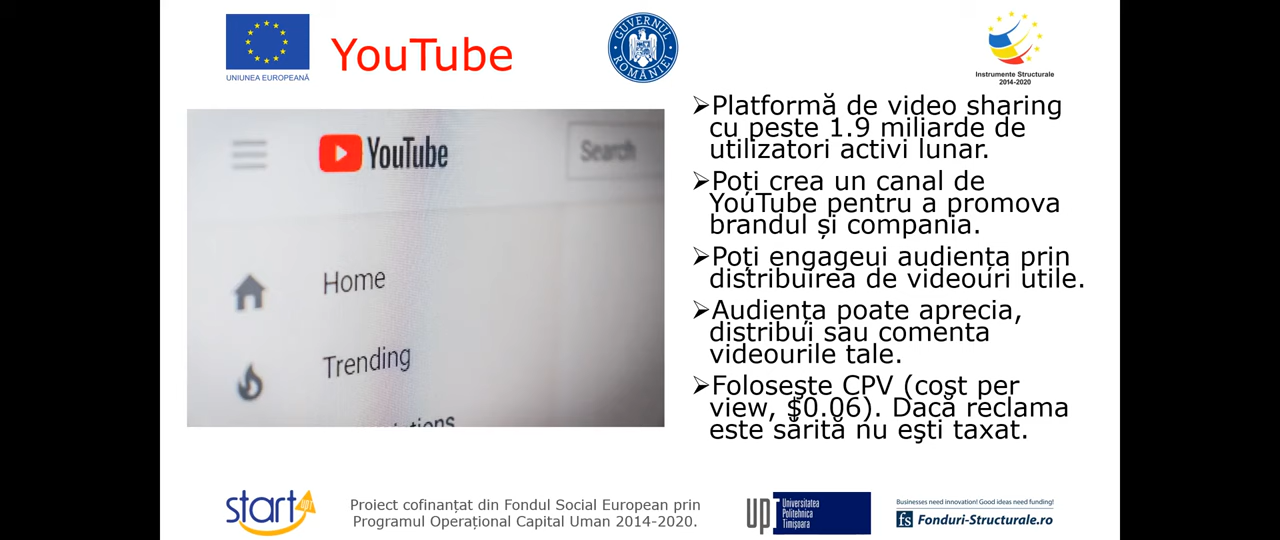 UNIUNEA EUROPEANĂ
YouTube
GUVERNUL ROMÂNIEI
Instrumente Structurale
2014-2020
YouTube
Search
Home
Trending
➢Platformă de video sharing
cu peste 1.9 miliarde de
utilizatori activi lunar.
➢Poți crea un canal de
YouTube pentru a promova
brandul și compania.
➢Poți engageui audiența prin
distribuirea de videouri utile.
➢Audiența poate aprecia,
distribui sau comenta
videourile tale.
➢Foloseşte CPV (cost per
view, $0.06). Dacă reclama
este sărită nu eşti taxat.
start upt
Proiect cofinanțat din Fondul Social European prin
Programul Operațional Capital Uman 2014-2020.
upt
Universitatea
Politehnica
Timișoara
Businesses need innovation! Good ideas need funding!
fs Fonduri-Structurale.ro